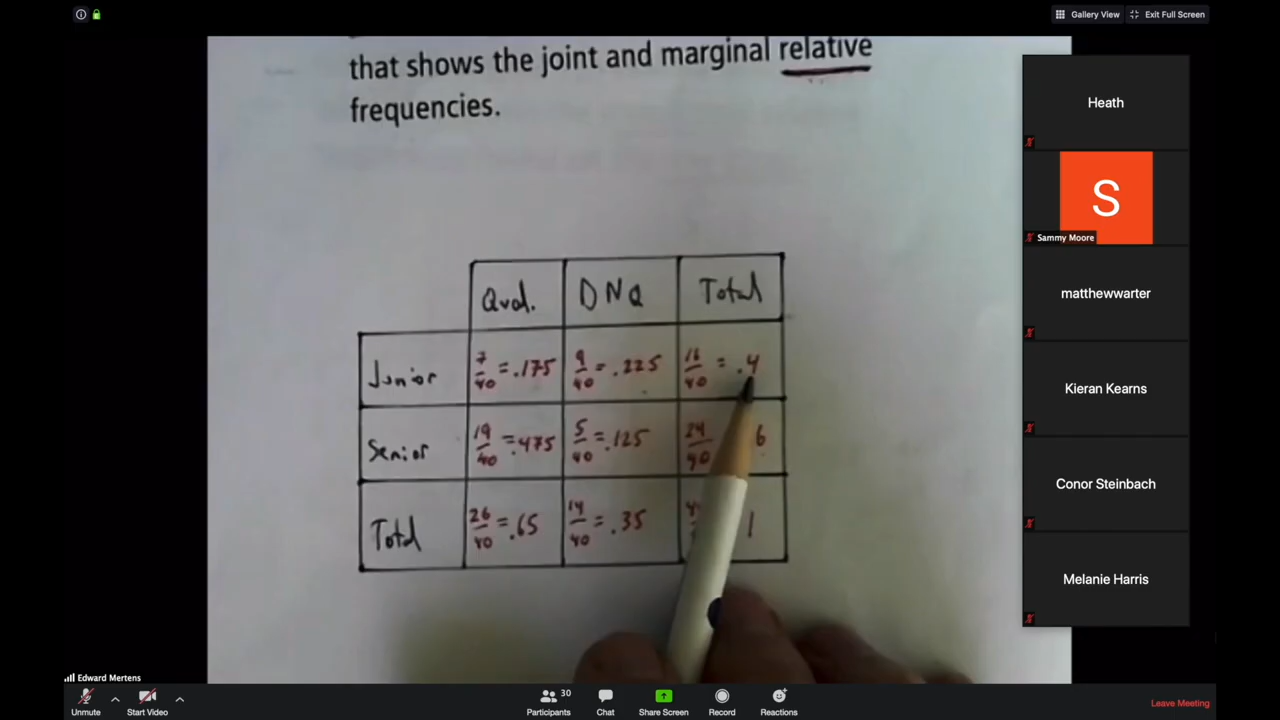 Gallery View
Exit Full Screen
that shows the joint and marginal relative
frequencies.
Qual. DNQ Total
Junior 7/40 = .175 9/40 = .225 16/40 = .4
Senior 19/40 = .475 5/40 = .125 24/40 6
Total 26/40 = .65 14/40 = .35 1
Heath
S
Sammy Moore
matthewwarter
Kieran Kearns
Conor Steinbach
Melanie Harris
Edward Mertens
Unmute
Start Video
30
Participants
Chat
Share Screen
Record
Reactions
Leave Meeting